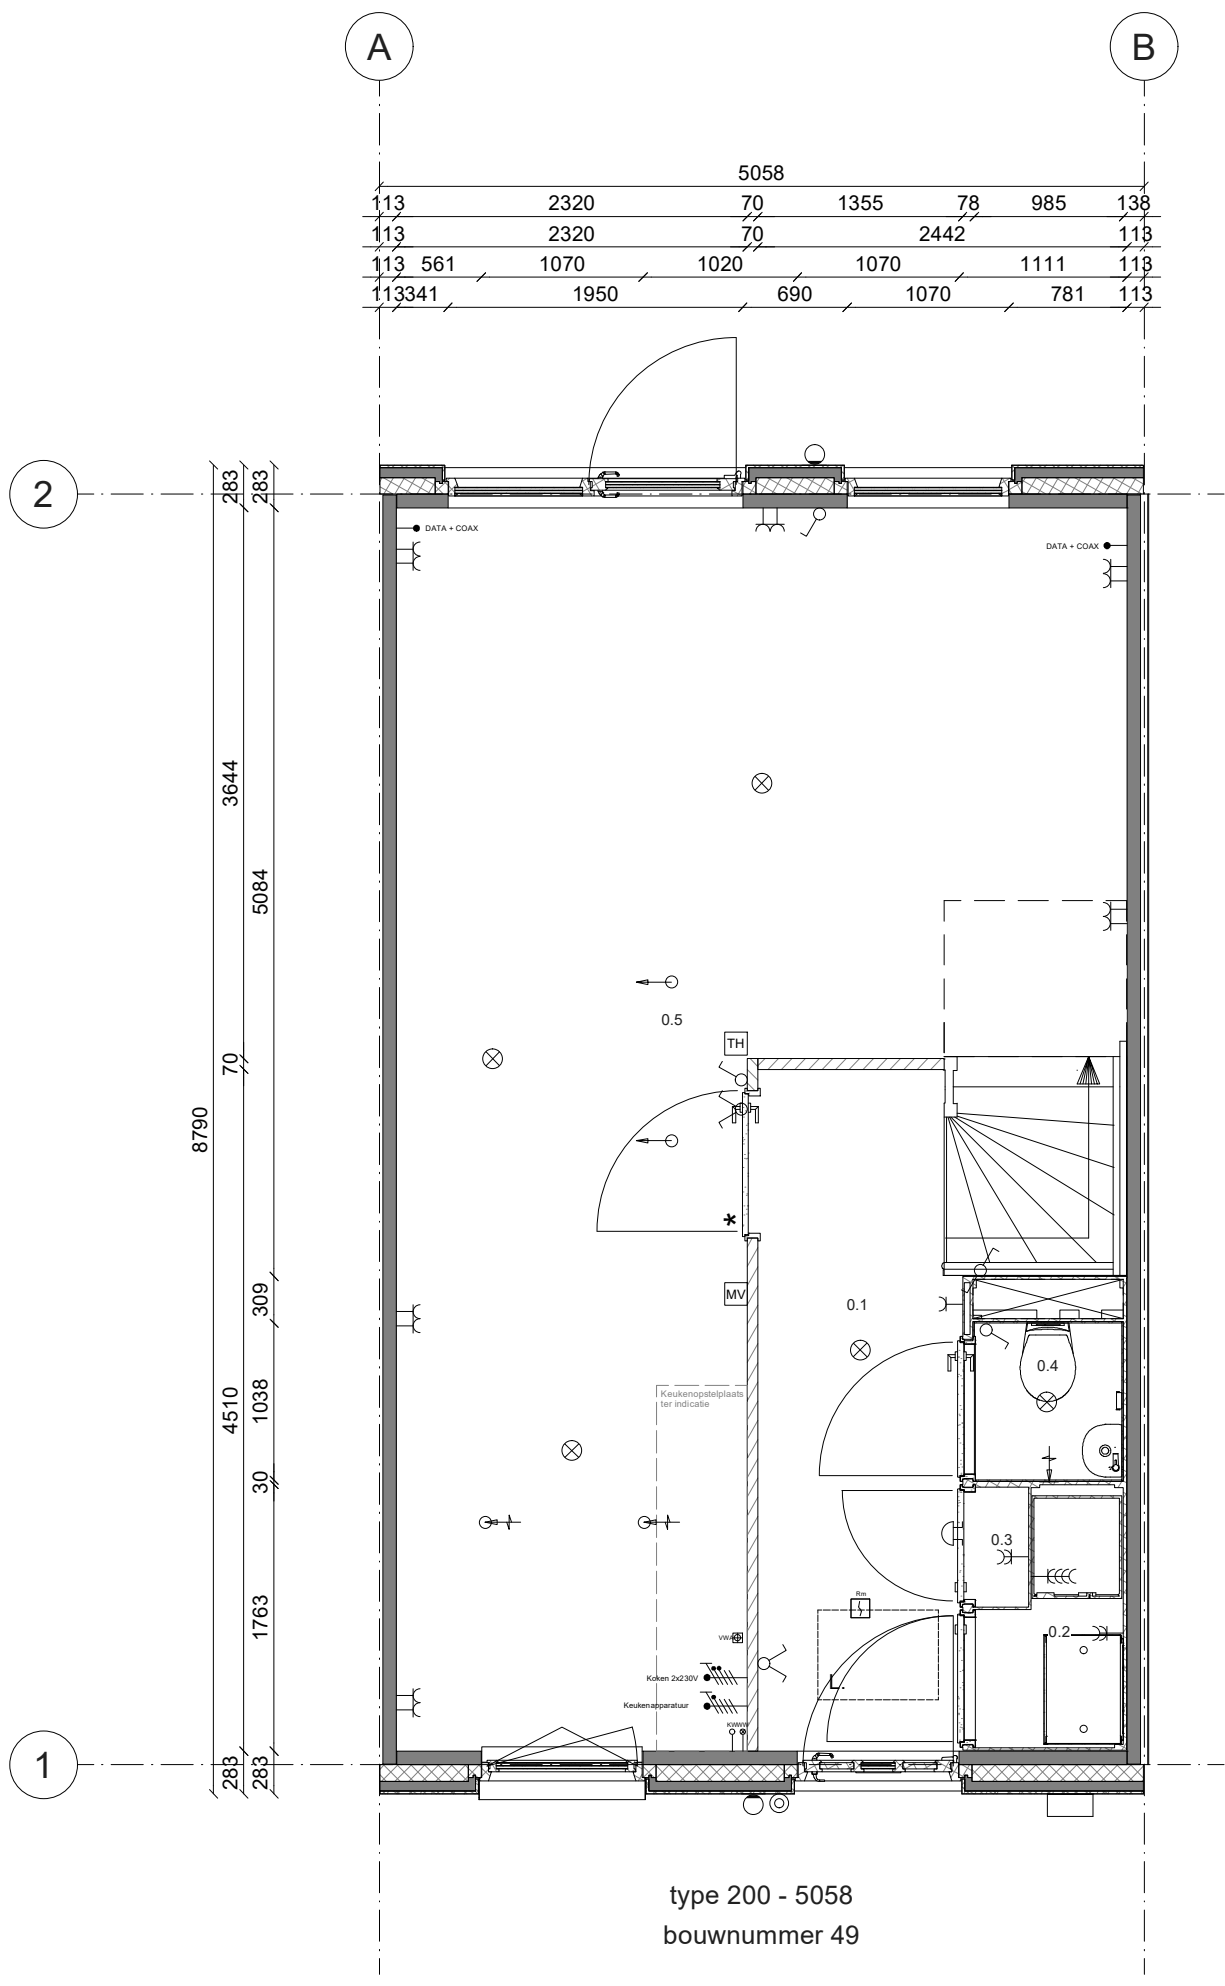 A B
5058
113 2320 70 1355 78 985 138
113 2320 70 2442 113
113 561 1070 1020 1070 1111 113
113 341 1950 690 1070 781 113
2
283 283
DATA + COAX
DATA + COAX
3644
5084
0.5
TH
70
8790
*
309
MV
0.1
0.4
Keukenopstelplaats
ter indicatie
4510
1038
30
0.3
Rm
1763
0.2
L.
Koken 2x230V
Keukenapparatuur
1
283 283
type 200 - 5058
bouwnummer 49